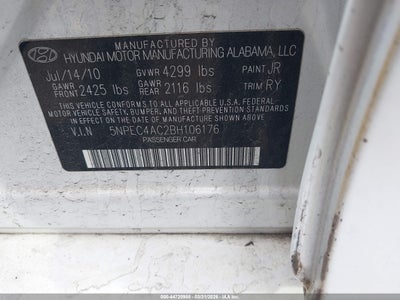 MANUFACTURED BY
HYUNDAI MOTOR MANUFACTURING ALABAMA, LLC
Jul/14/10 GVWR 4299 lbs PAINT JR
GAWR FRONT 2425 lbs GAWR REAR 2116 lbs TRIM RY
THIS VEHICLE CONFORMS TO ALL APPLICABLE U.S.A. FEDERAL MOTOR
VEHICLE SAFETY, BUMPER, AND THEFT PREVENTION STANDARDS
IN EFFECT ON THE DATE OF MANUFACTURE SHOWN ABOVE.
V.I.N 5NPEC4AC2BH106176
PASSENGER CAR